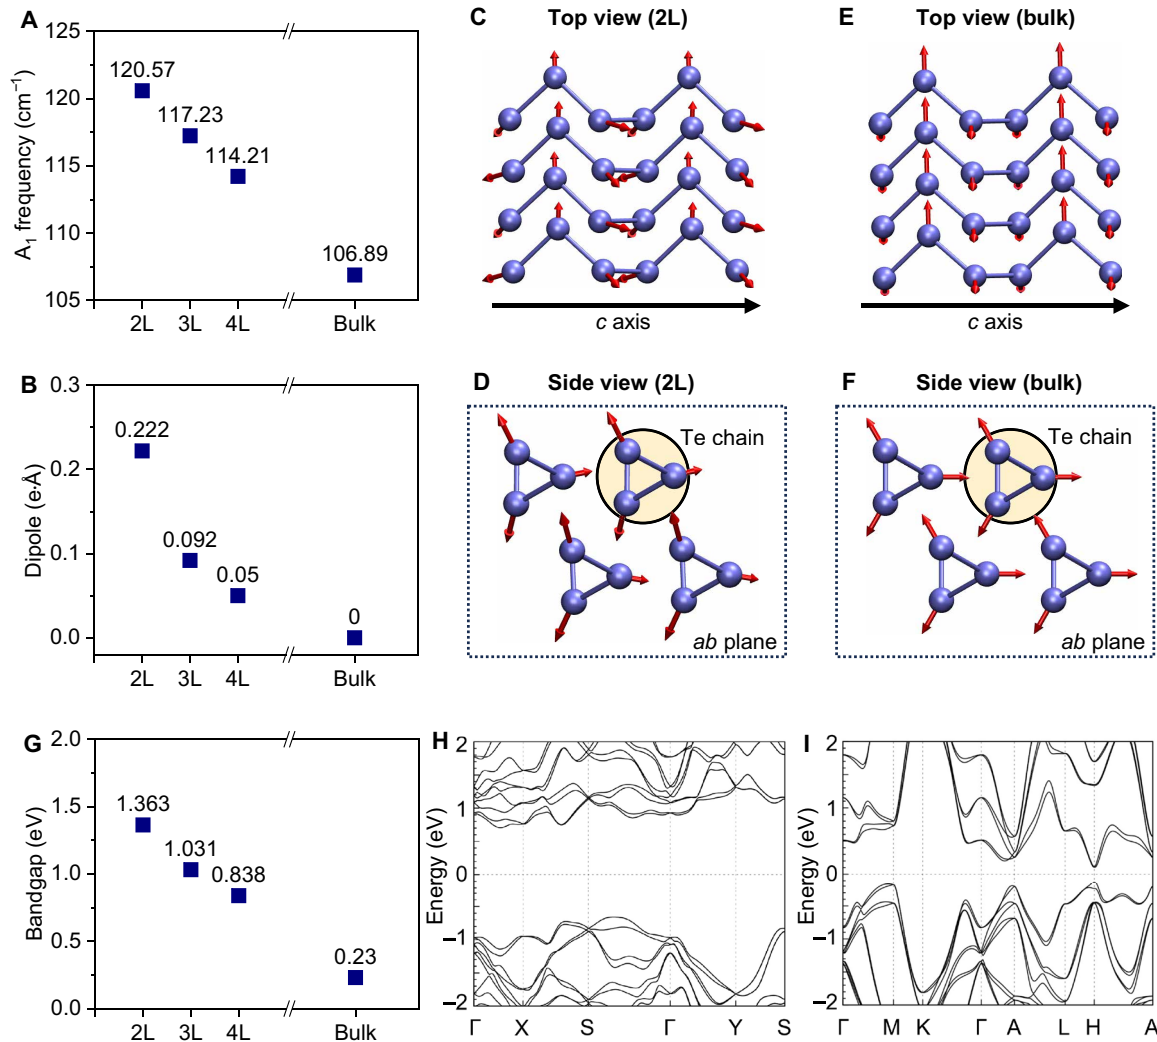 A
A₁ frequency (cm⁻¹)
125
120
115
110
105
120.57
117.23
114.21
106.89
2L
3L
4L
Bulk
B
Dipole (e·Å)
0.3
0.2
0.1
0.0
0.222
0.092
0.05
0
2L
3L
4L
Bulk
C
Top view (2L)
c axis
E
Top view (bulk)
c axis
D
Side view (2L)
Te chain
ab plane
F
Side view (bulk)
Te chain
ab plane
G
Bandgap (eV)
2.0
1.5
1.0
0.5
0.0
1.363
1.031
0.838
0.23
2L
3L
4L
Bulk
H
Energy (eV)
2
1
0
–1
–2
Γ X S Γ Y S
I
Energy (eV)
2
1
0
–1
–2
Γ M K Γ A L H A